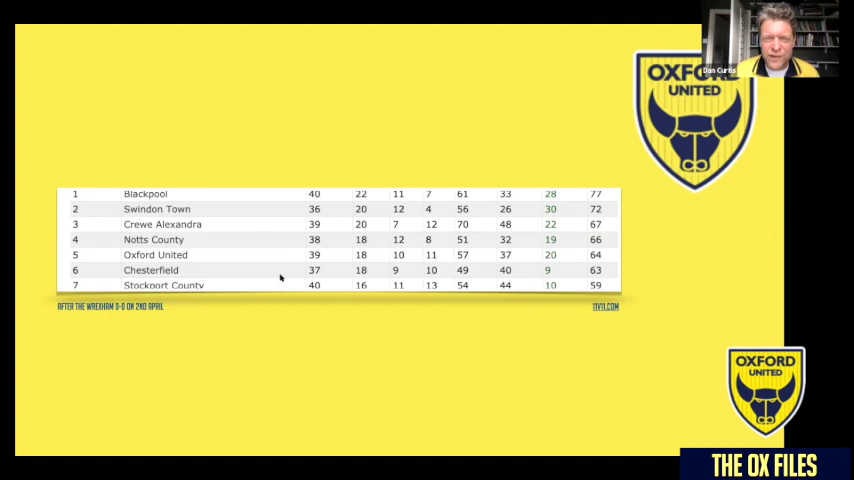 Dan Curtis
OXFORD
UNITED
1 Blackpool 40 22 11 7 61 33 28 77
2 Swindon Town 36 20 12 4 56 26 30 72
3 Crewe Alexandra 39 20 7 12 70 48 22 67
4 Notts County 38 18 12 8 51 32 19 66
5 Oxford United 39 18 10 11 57 37 20 64
6 Chesterfield 37 18 9 10 49 40 9 63
7 Stockport County 40 16 11 13 54 44 10 59
AFTER THE WREXHAM 0-0 ON 2ND APRIL 11V11.COM
OXFORD
UNITED
THE OX FILES